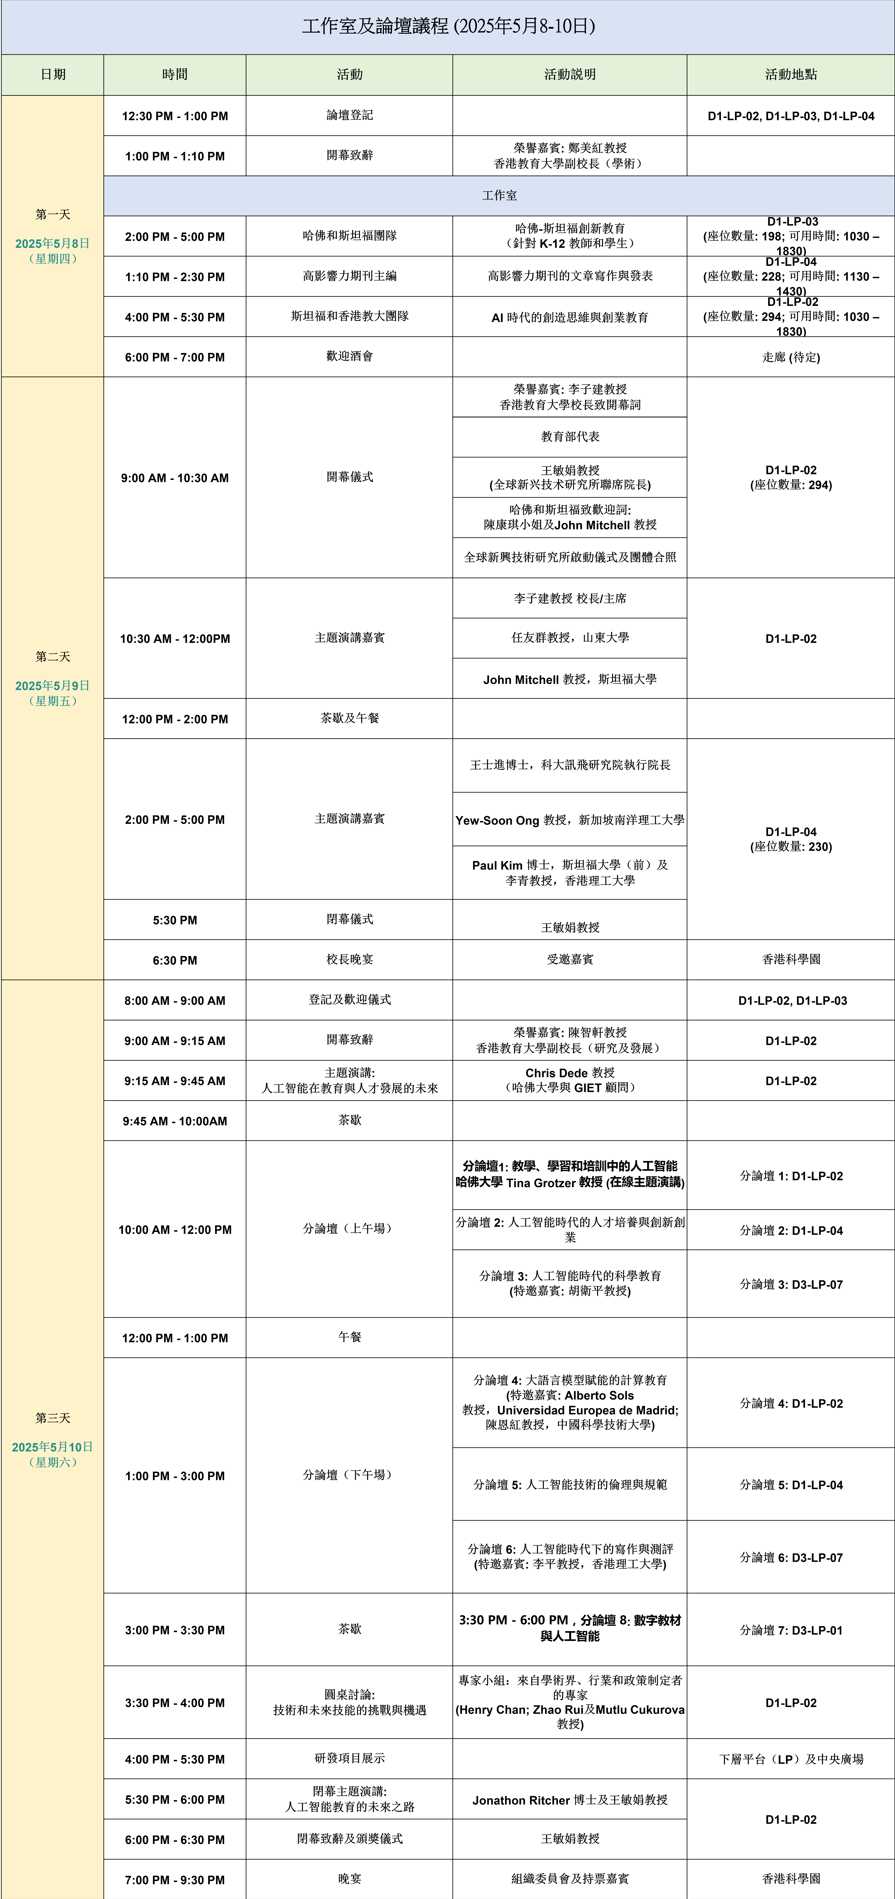 工作室及論壇議程 (2025年5月8-10日)
日期
時間
活動
活動説明
活動地點
第一天
2025年5月8日
（星期四）
12:30 PM - 1:00 PM
論壇登記
D1-LP-02, D1-LP-03, D1-LP-04
1:00 PM - 1:10 PM
開幕致辭
榮譽嘉賓: 鄭美紅教授
香港教育大學副校長（學術）
工作室
2:00 PM - 5:00 PM
哈佛和斯坦福團隊
哈佛-斯坦福創新教育
（針對 K-12 教師和學生）
D1-LP-03
(座位數量: 198; 可用時間: 1030 –
1830)
1:10 PM - 2:30 PM
高影響力期刊主編
高影響力期刊的文章寫作與發表
D1-LP-04
(座位數量: 228; 可用時間: 1130 –
1430)
4:00 PM - 5:30 PM
斯坦福和香港教大團隊
AI 時代的創造思維與創業教育
D1-LP-02
(座位數量: 294; 可用時間: 1030 –
1830)
6:00 PM - 7:00 PM
歡迎酒會
走廊 (待定)
第二天
2025年5月9日
（星期五）
9:00 AM - 10:30 AM
開幕儀式
榮譽嘉賓: 李子建教授
香港教育大學校長致開幕詞
教育部代表
王敏娟教授
(全球新兴技术研究所聯席院長)
哈佛和斯坦福致歡迎詞:
陳康琪小姐及John Mitchell 教授
全球新興技術研究所啟動儀式及團體合照
D1-LP-02
(座位數量: 294)
10:30 AM - 12:00PM
主題演講嘉賓
李子建教授 校長/主席
任友群教授，山東大學
John Mitchell 教授，斯坦福大學
D1-LP-02
12:00 PM - 2:00 PM
茶歇及午餐
2:00 PM - 5:00 PM
主題演講嘉賓
王士進博士，科大訊飛研究院執行院長
Yew-Soon Ong 教授，新加坡南洋理工大學
Paul Kim 博士，斯坦福大學（前）及
李青教授，香港理工大學
D1-LP-04
(座位數量: 230)
5:30 PM
閉幕儀式
王敏娟教授
6:30 PM
校長晚宴
受邀嘉賓
香港科學園
第三天
2025年5月10日
（星期六）
8:00 AM - 9:00 AM
登記及歡迎儀式
D1-LP-02, D1-LP-03
9:00 AM - 9:15 AM
開幕致辭
榮譽嘉賓: 陳智軒教授
香港教育大學副校長（研究及發展）
D1-LP-02
9:15 AM - 9:45 AM
主題演講:
人工智能在教育與人才發展的未來
Chris Dede 教授
（哈佛大學與 GIET 顧問）
D1-LP-02
9:45 AM - 10:00AM
茶歇
10:00 AM - 12:00 PM
分論壇（上午場）
分論壇1: 教學、學習和培訓中的人工智能
哈佛大學 Tina Grotzer 教授 (在線主題演講)
分論壇 1: D1-LP-02
分論壇 2: 人工智能時代的人才培養與創新創
業
分論壇 2: D1-LP-04
分論壇 3: 人工智能時代的科學教育
(特邀嘉賓: 胡衛平教授)
分論壇 3: D3-LP-07
12:00 PM - 1:00 PM
午餐
1:00 PM - 3:00 PM
分論壇（下午場）
分論壇 4: 大語言模型賦能的計算教育
(特邀嘉賓: Alberto Sols
教授，Universidad Europea de Madrid;
陳恩紅教授，中國科學技術大學)
分論壇 4: D1-LP-02
分論壇 5: 人工智能技術的倫理與規範
分論壇 5: D1-LP-04
分論壇 6: 人工智能時代下的寫作與測評
(特邀嘉賓: 李平教授，香港理工大學)
分論壇 6: D3-LP-07
3:00 PM - 3:30 PM
茶歇
3:30 PM - 6:00 PM，分論壇 8: 數字教材
與人工智能
分論壇 7: D3-LP-01
3:30 PM - 4:00 PM
圓桌討論:
技術和未來技能的挑戰與機遇
專家小組：來自學術界、行業和政策制定者
的專家
(Henry Chan; Zhao Rui及Mutlu Cukurova
教授)
D1-LP-02
4:00 PM - 5:30 PM
研發項目展示
下層平台（LP）及中央廣場
5:30 PM - 6:00 PM
閉幕主題演講:
人工智能教育的未來之路
Jonathon Ritcher 博士及王敏娟教授
D1-LP-02
6:00 PM - 6:30 PM
閉幕致辭及頒獎儀式
王敏娟教授
7:00 PM - 9:30 PM
晚宴
組織委員會及持票嘉賓
香港科學園